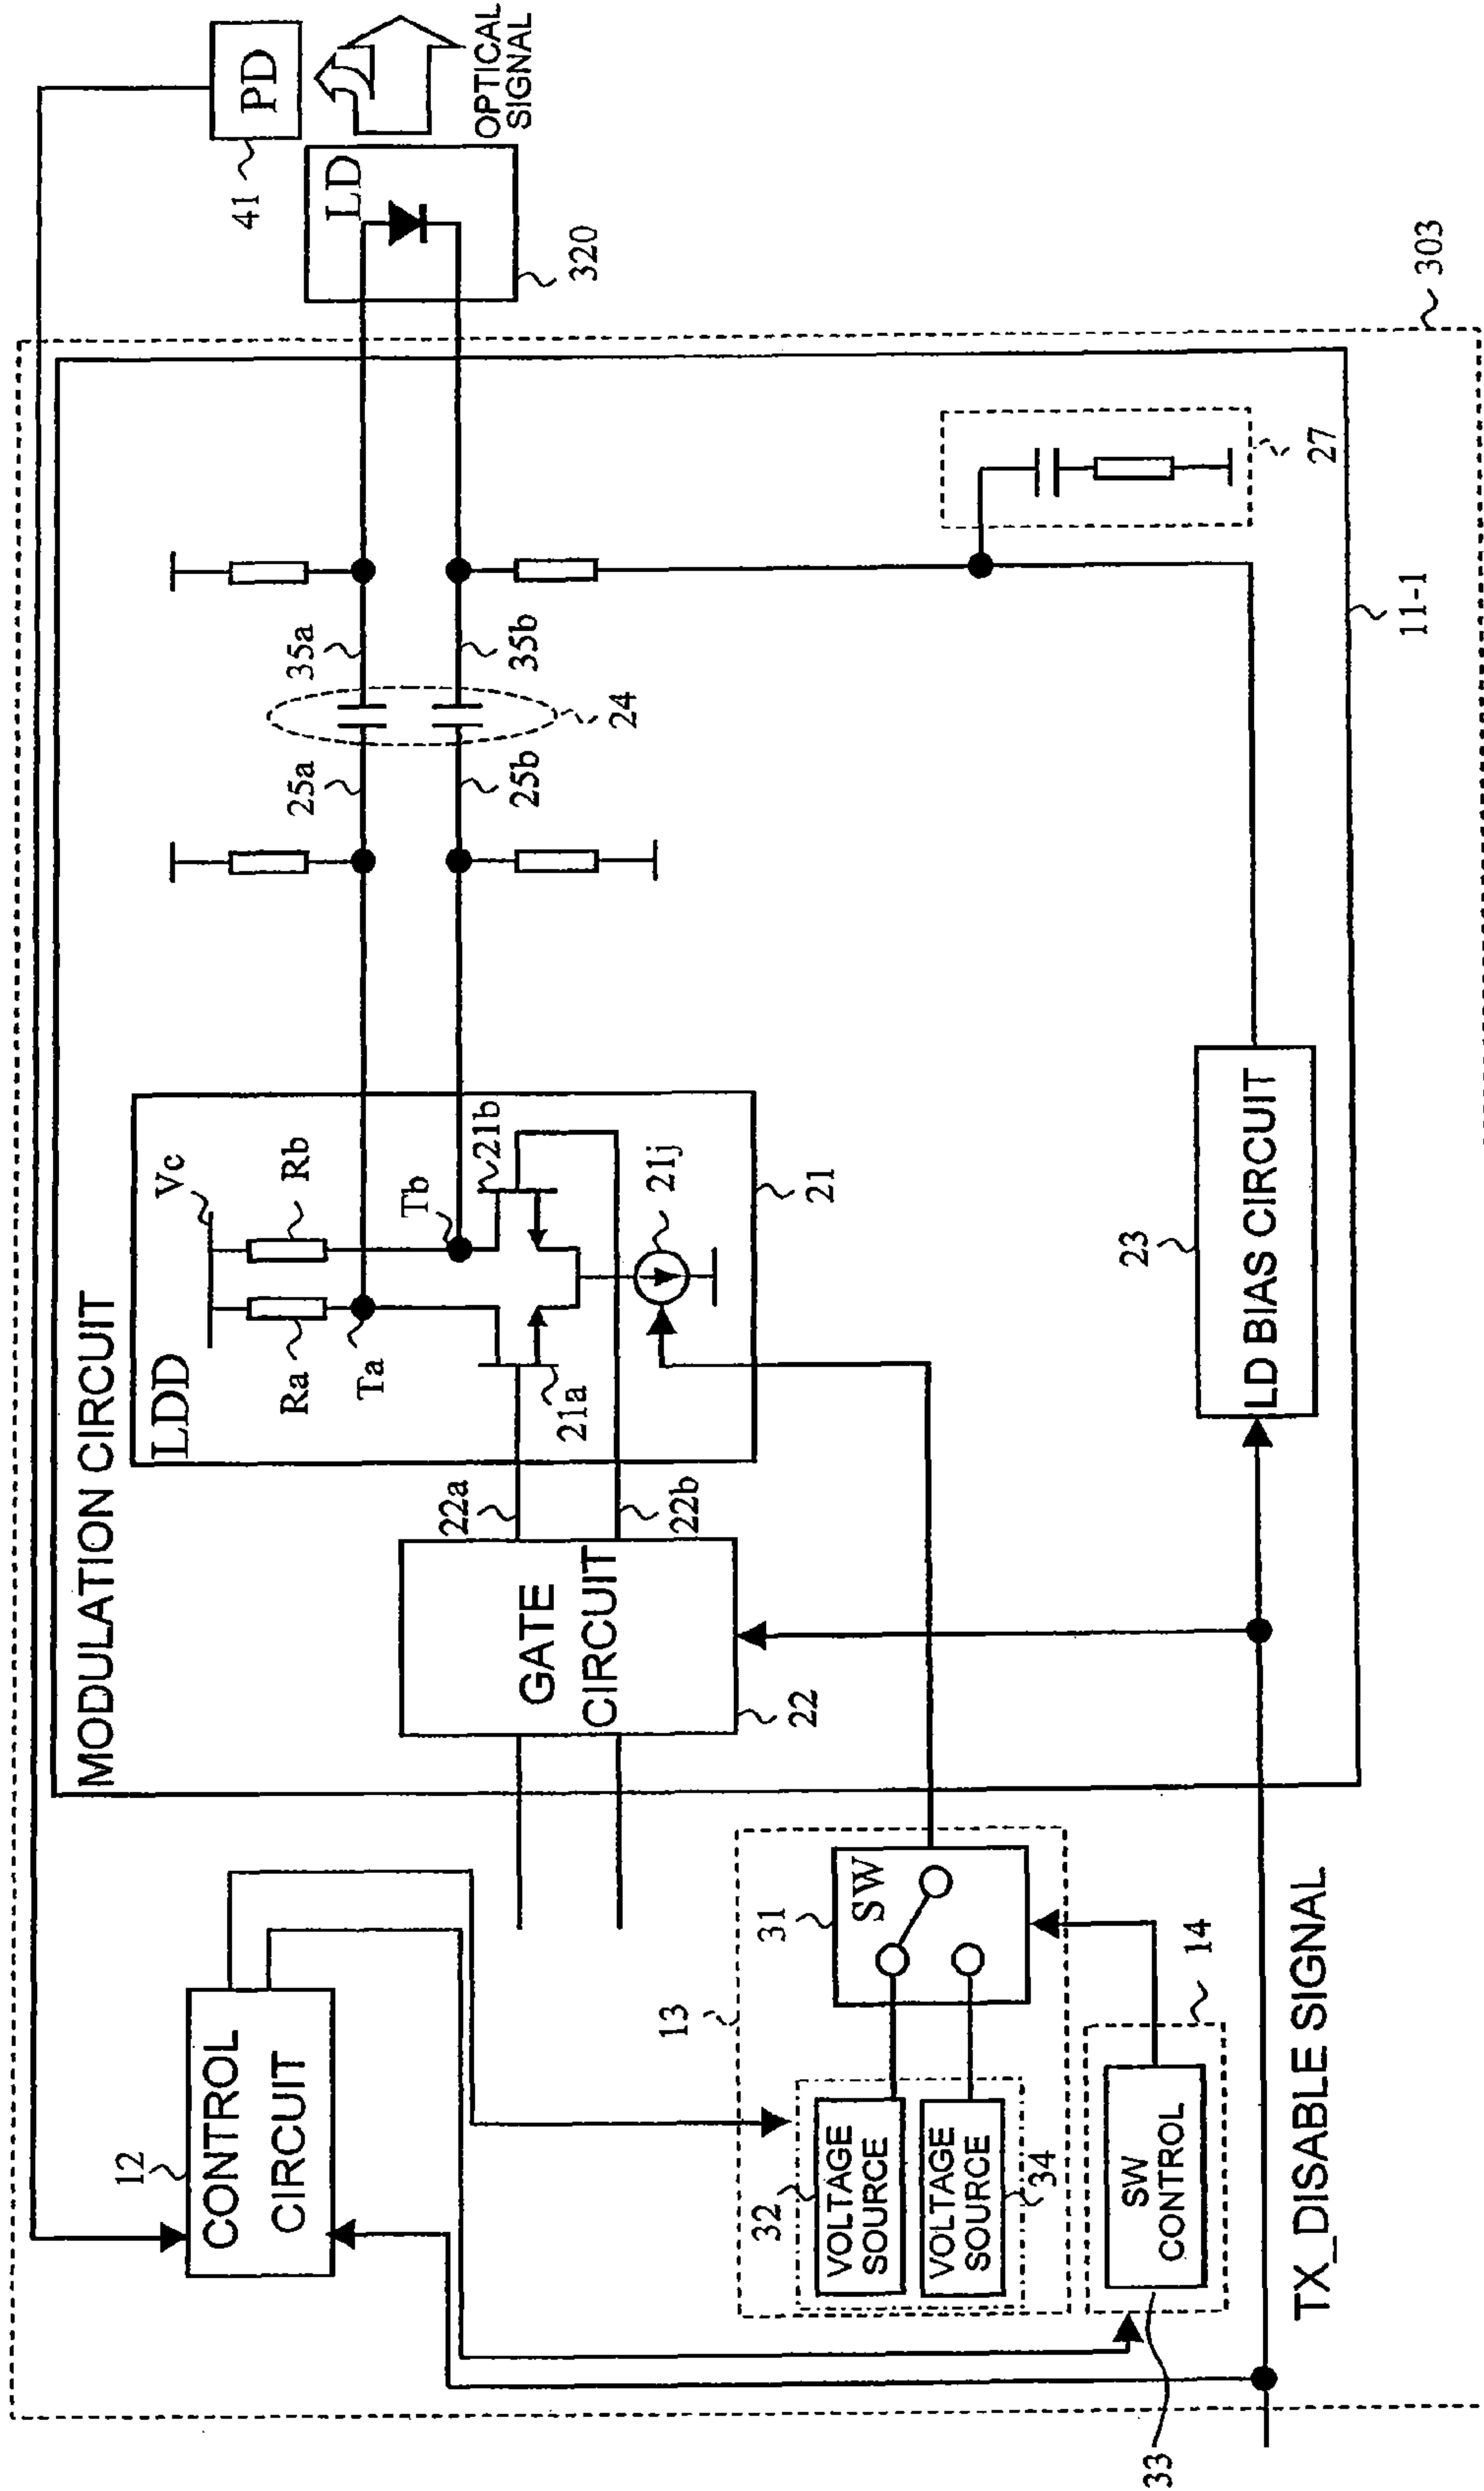 303
MODULATION CIRCUIT
12
CONTROL
CIRCUIT
LDD
Vc
Ra
Rb
Ta
Tb
21a
21b
21j
21
22a
22b
GATE
CIRCUIT
22
25a
35a
25b
35b
24
LD
320
PD
41
OPTICAL
SIGNAL
27
13
31
SW
32
VOLTAGE
SOURCE
VOLTAGE
SOURCE
34
14
SW
CONTROL
33
23
LD BIAS CIRCUIT
11-1
TX_DISABLE SIGNAL